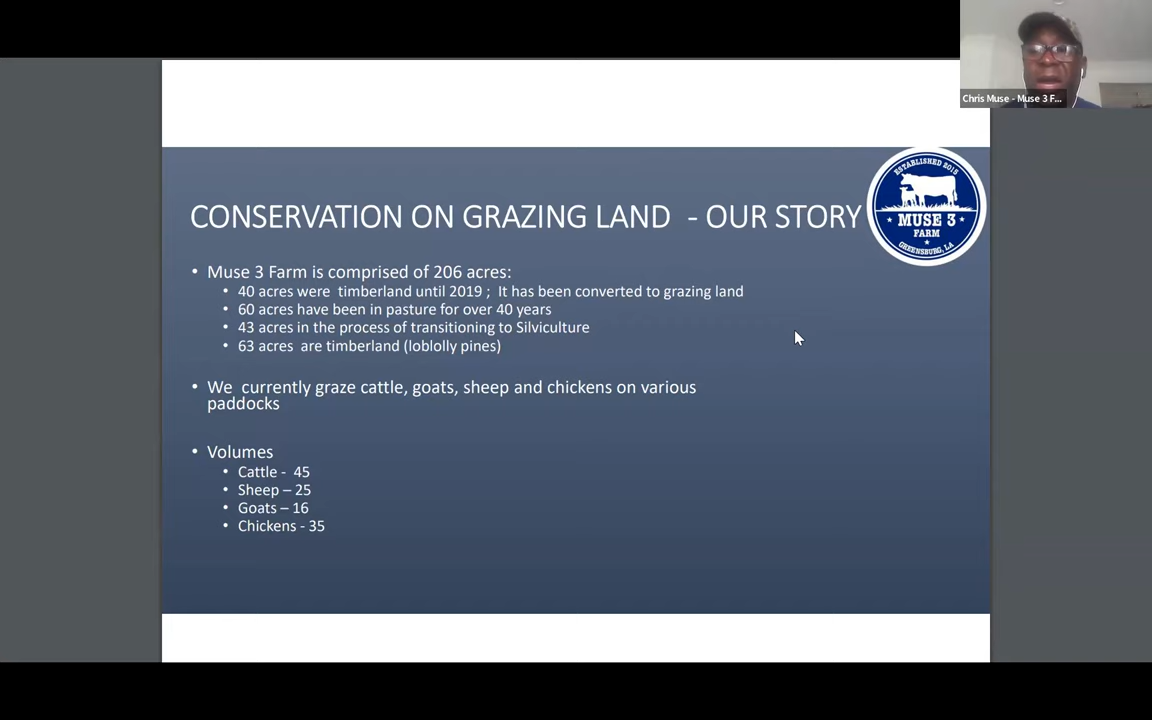 Chris Muse - Muse 3 F...
ESTABLISHED 2015
CONSERVATION ON GRAZING LAND - OUR STORY
MUSE 3
FARM
GREENSBURG, LA
• Muse 3 Farm is comprised of 206 acres:
• 40 acres were timberland until 2019 ; It has been converted to grazing land
• 60 acres have been in pasture for over 40 years
• 43 acres in the process of transitioning to Silviculture
• 63 acres are timberland (loblolly pines)
• We currently graze cattle, goats, sheep and chickens on various
paddocks
• Volumes
• Cattle - 45
• Sheep – 25
• Goats – 16
• Chickens - 35